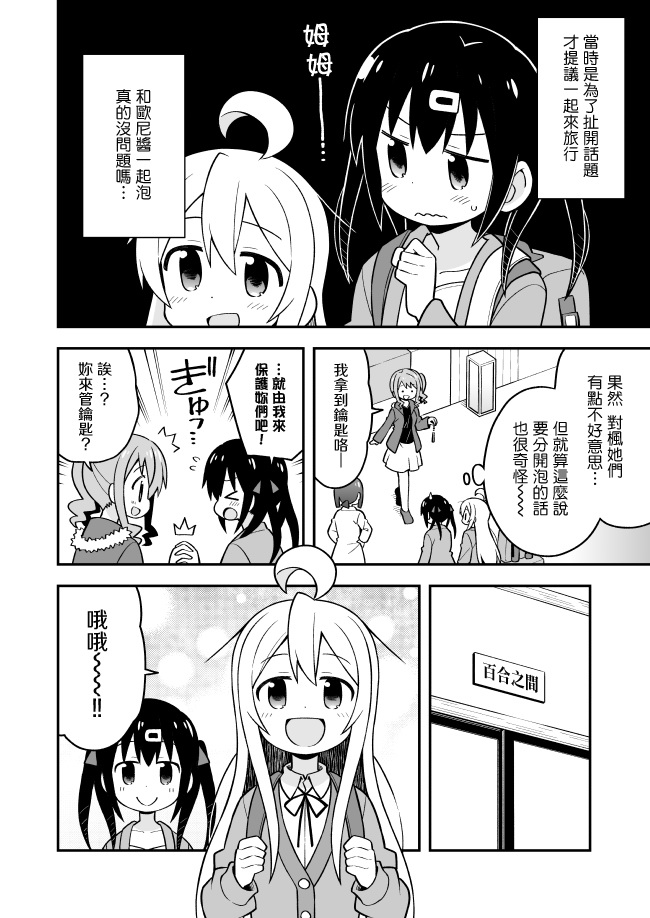 當時是為了扯開話題
才提議一起來旅行
姆姆——…
和歐尼醬一起泡
真的沒問題嗎…
果然 對楓她們
有點不好意思…
但就算這麼說
要分開泡的話
也很奇怪~~
我拿到鑰匙咯—
…就由我來
保護妳們吧！
ぎゅっ…
誒…？
妳來管鑰匙？
百合之間
哦哦~~!!